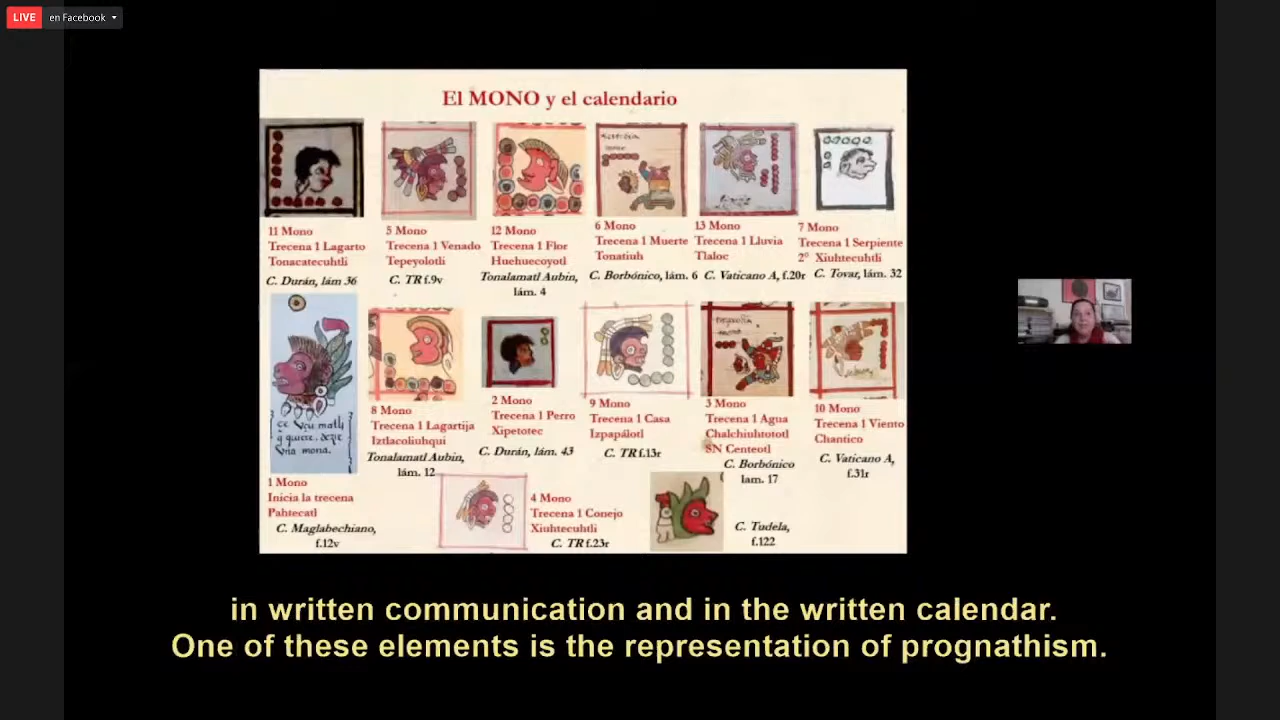 LIVE en Facebook
El MONO y el calendario
11 Mono
Trecena 1 Lagarto
Tonacatecuhtli
C. Durán, lám 36
5 Mono
Trecena 1 Venado
Tepeyolotli
C. TR f.9v
12 Mono
Trecena 1 Flor
Huehuecoyotl
Tonalamatl Aubin,
lám. 4
6 Mono
Trecena 1 Muerte
Tonatiuh
C. Borbónico, lám. 6
13 Mono
Trecena 1 Lluvia
Tlaloc
C. Vaticano A, f.20r
7 Mono
Trecena 1 Serpiente
2° Xiuhtecuhtli
C. Tovar, lám. 32
çe
q quiere. dezir
Vna mona.
1 Mono
Inicia la trecena
Pahtecatl
C. Maglabechiano,
f.12v
8 Mono
Trecena 1 Lagartija
Iztlacoliuhqui
Tonalamatl Aubin,
lám. 12
2 Mono
Trecena 1 Perro
Xipetotec
C. Durán, lám. 43
9 Mono
Trecena 1 Casa
Izpapálotl
C. TR f.13r
3 Mono
Trecena 1 Agua
Chalchiuhtototl
SN Centeotl
C. Borbónico
lam. 17
10 Mono
Trecena 1 Viento
Chantico
C. Vaticano A,
f.31r
4 Mono
Trecena 1 Conejo
Xiuhtecuhtli
C. TR f.23r
C. Tudela,
f.122
in written communication and in the written calendar.
One of these elements is the representation of prognathism.